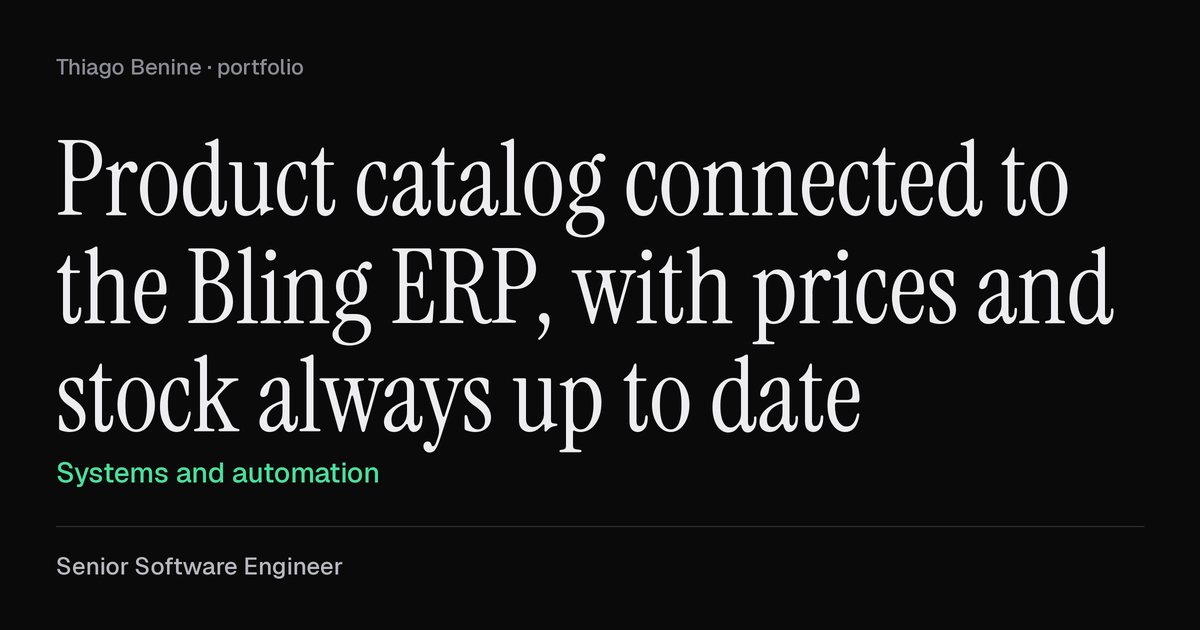 Thiago Benine · portfolio
Product catalog connected to
the Bling ERP, with prices and
stock always up to date
Systems and automation
Senior Software Engineer